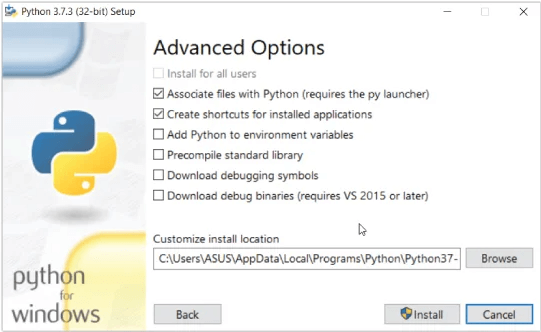 Python 3.7.3 (32-bit) Setup
Advanced Options
Install for all users
Associate files with Python (requires the py launcher)
Create shortcuts for installed applications
Add Python to environment variables
Precompile standard library
Download debugging symbols
Download debug binaries (requires VS 2015 or later)
Customize install location
C:\Users\ASUS\AppData\Local\Programs\Python\Python37-
Browse
python
for
windows
Back
Install
Cancel